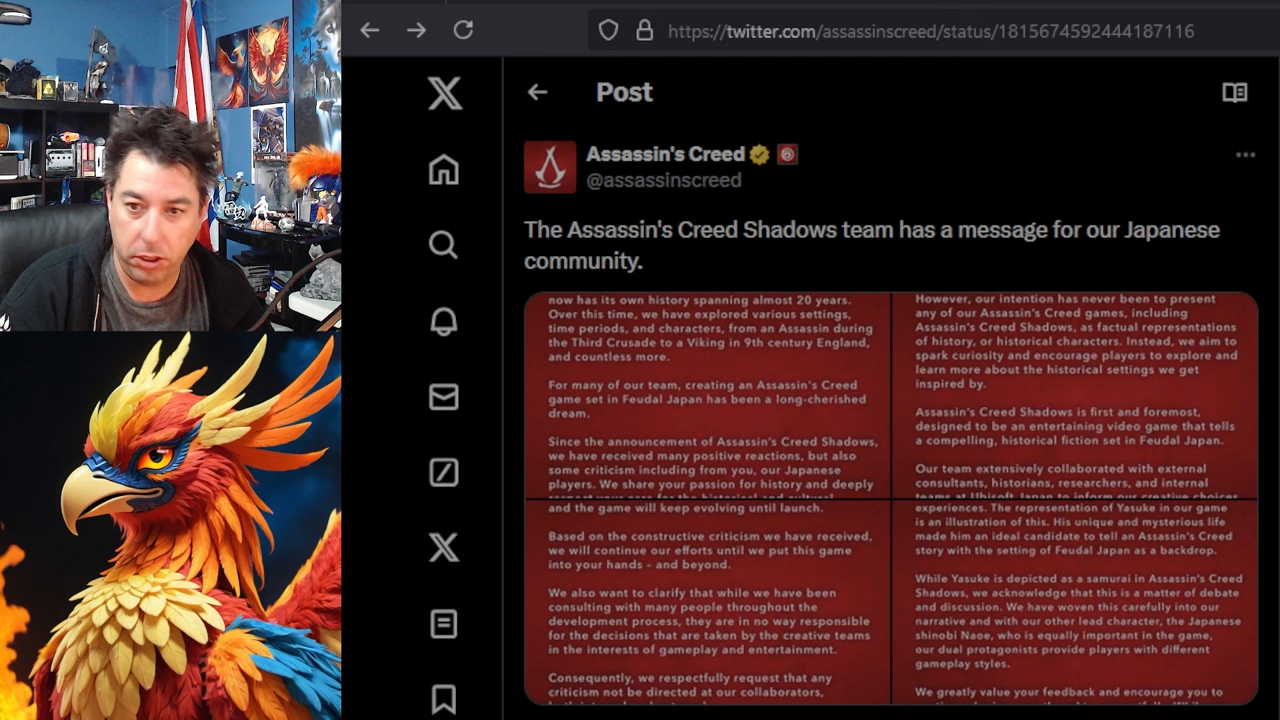 https://twitter.com/assassinscreed/status/1815674592444187116
Post
Assassin's Creed
@assassinscreed
The Assassin's Creed Shadows team has a message for our Japanese
community.
now has its own history spanning almost 20 years.
Over this time, we have explored various settings,
time periods, and characters, from an Assassin during
the Third Crusade to a Viking in 9th century England,
and countless more.
For many of our team, creating an Assassin's Creed
game set in Feudal Japan has been a long-cherished
dream.
Since the announcement of Assassin's Creed Shadows,
we have received many positive reactions, but also
some criticism including from you, our Japanese
players. We share your passion for history and deeply
respect your care for the historical and cultural
However, our intention has never been to present
any of our Assassin's Creed games, including
Assassin's Creed Shadows, as factual representations
of history, or historical characters. Instead, we aim to
spark curiosity and encourage players to explore and
learn more about the historical settings we get
inspired by.
Assassin's Creed Shadows is first and foremost,
designed to be an entertaining video game that tells
a compelling, historical fiction set in Feudal Japan.
Our team extensively collaborated with external
consultants, historians, researchers, and internal
teams at Ubisoft Japan to inform our creative choices
and the game will keep evolving until launch.
Based on the constructive criticism we have received,
we will continue our efforts until we put this game
into your hands – and beyond.
We also want to clarify that while we have been
consulting with many people throughout the
development process, they are in no way responsible
for the decisions that are taken by the creative teams
in the interests of gameplay and entertainment.
Consequently, we respectfully request that any
criticism not be directed at our collaborators,
experiences. The representation of Yasuke in our game
is an illustration of this. His unique and mysterious life
made him an ideal candidate to tell an Assassin's Creed
story with the setting of Feudal Japan as a backdrop.
While Yasuke is depicted as a samurai in Assassin's Creed
Shadows, we acknowledge that this is a matter of debate
and discussion. We have woven this carefully into our
narrative and with our other lead character, the Japanese
shinobi Naoe, who is equally important in the game,
our dual protagonists provide players with different
gameplay styles.
We greatly value your feedback and encourage you to